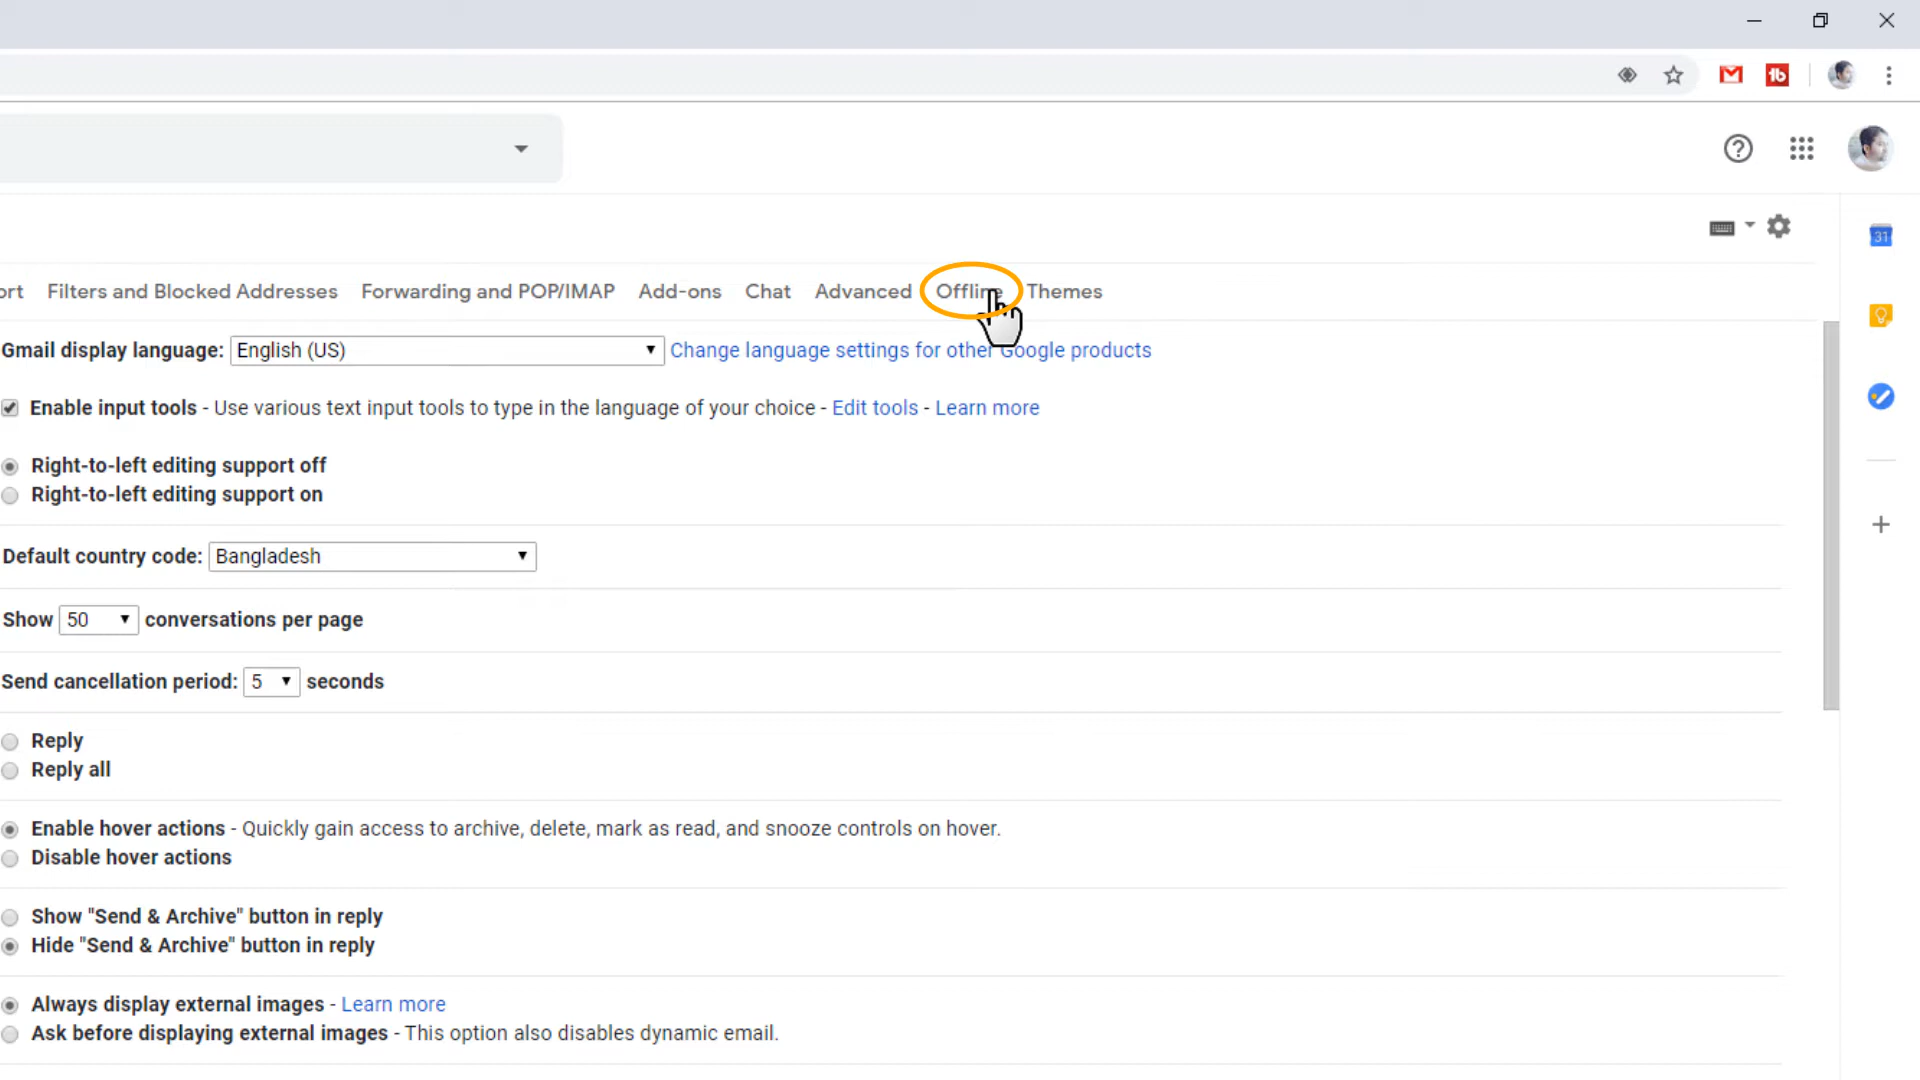 ort Filters and Blocked Addresses Forwarding and POP/IMAP Add-ons Chat Advanced Offline Themes
Gmail display language: English (US) Change language settings for other Google products
Enable input tools - Use various text input tools to type in the language of your choice - Edit tools - Learn more
Right-to-left editing support off
Right-to-left editing support on
Default country code: Bangladesh
Show 50 conversations per page
Send cancellation period: 5 seconds
Reply
Reply all
Enable hover actions - Quickly gain access to archive, delete, mark as read, and snooze controls on hover.
Disable hover actions
Show "Send & Archive" button in reply
Hide "Send & Archive" button in reply
Always display external images - Learn more
Ask before displaying external images - This option also disables dynamic email.
31